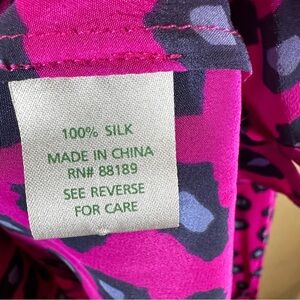 100% SILK
MADE IN CHINA
RN# 88189
SEE REVERSE
FOR CARE